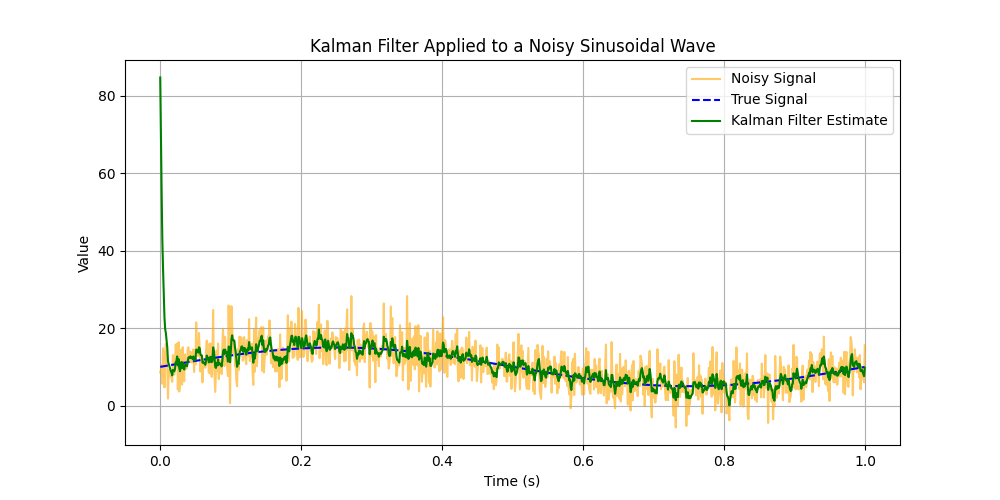 Kalman Filter Applied to a Noisy Sinusoidal Wave
Noisy Signal
True Signal
Kalman Filter Estimate
Value
80
60
40
20
0
0.0 0.2 0.4 0.6 0.8 1.0
Time (s)